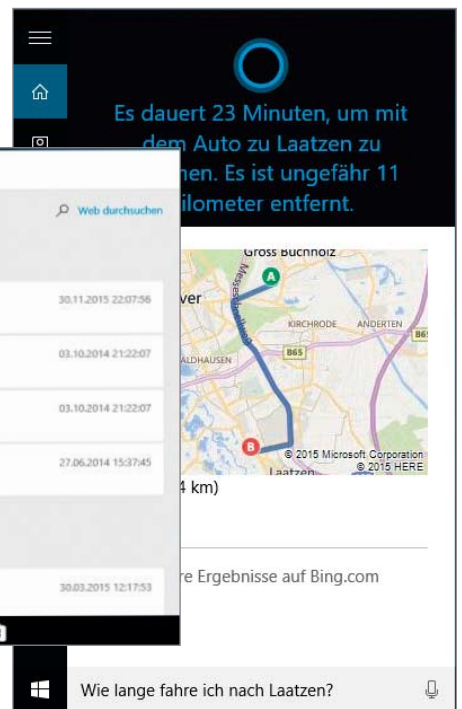 Es dauert 23 Minuten, um mit
dem Auto zu Laatzen zu
men. Es ist ungefähr 11
ilometer entfernt.
Web durchsuchen
30.11.2015 22:07:56
03.10.2014 21:22:07
03.10.2014 21:22:07
27.06.2014 15:37:45
30.03.2015 12:17:53
Gross Buchholz
ver
KIRCHRODE
ANDERTEN
B65
B65
ALDHAUSEN
A
B
Laatzen
© 2015 Microsoft Corporation
© 2015 HERE
4 km)
re Ergebnisse auf Bing.com
Wie lange fahre ich nach Laatzen?